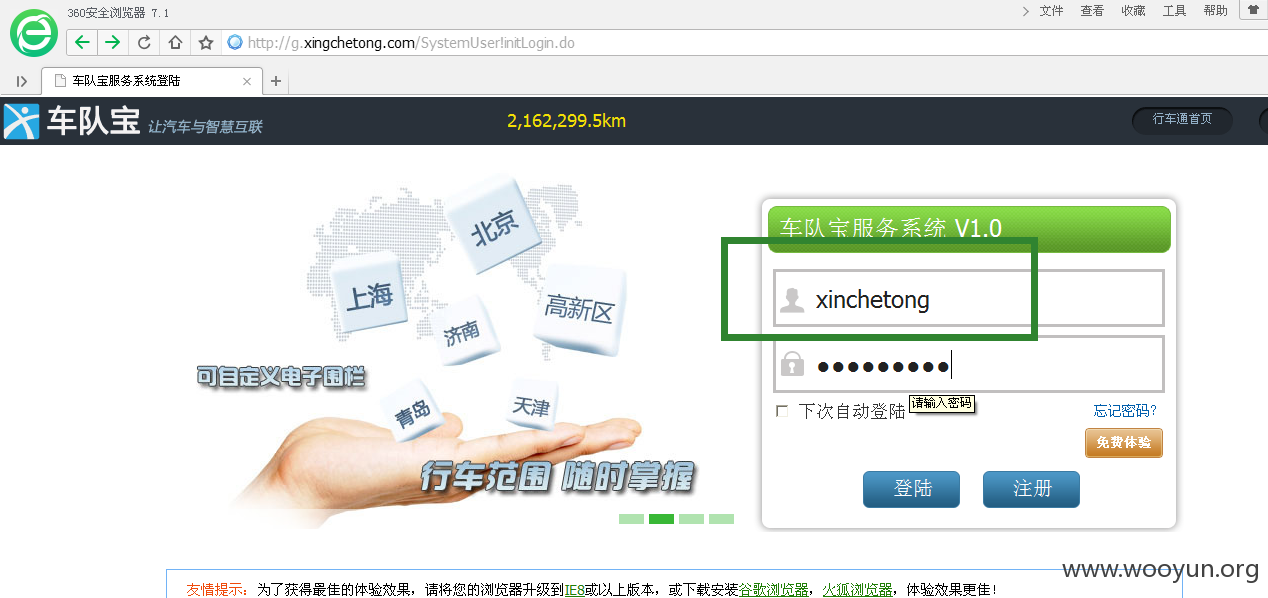 360安全浏览器 7.1
文件 查看 收藏 工具 帮助
http://g.xingchetong.com/SystemUser!initLogin.do
车队宝服务系统登陆
车队宝 让汽车与智慧互联
2,162,299.5km
行车通首页
北京
上海
高新区
济南
可自定义电子围栏
青岛
天津
行车范围 随时掌握
车队宝服务系统 V1.0
xinchetong
●●●●●●●●●
下次自动登陆
请输入密码
忘记密码?
免费体验
登陆
注册
友情提示：为了获得最佳的体验效果，请将您的浏览器升级到IE8或以上版本，或下载安装谷歌浏览器，火狐浏览器，体验效果更佳!
www.wooyun.org